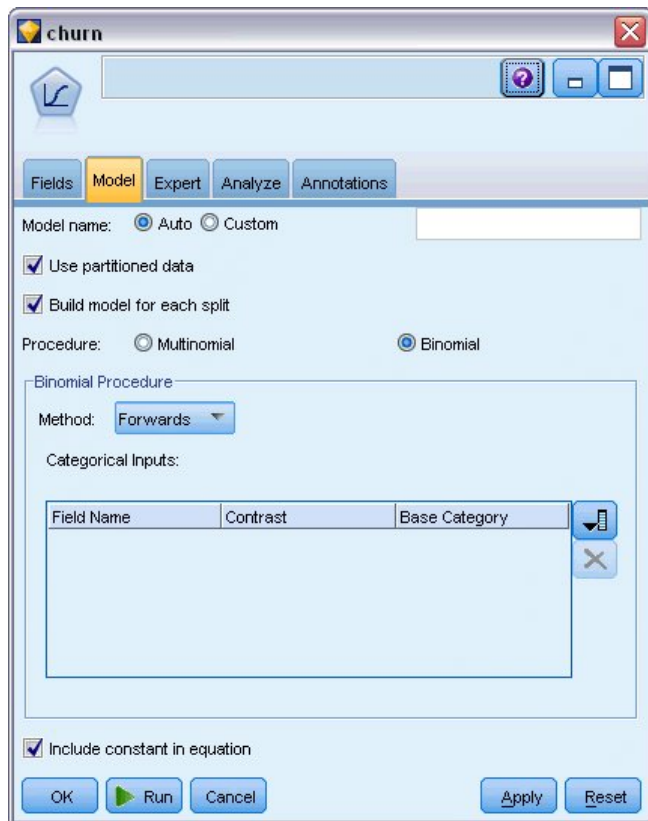 churn
Fields Model Expert Analyze Annotations
Model name: Auto Custom
Use partitioned data
Build model for each split
Procedure: Multinomial Binomial
Binomial Procedure
Method: Forwards
Categorical Inputs:
Field Name Contrast Base Category
Include constant in equation
OK Run Cancel Apply Reset